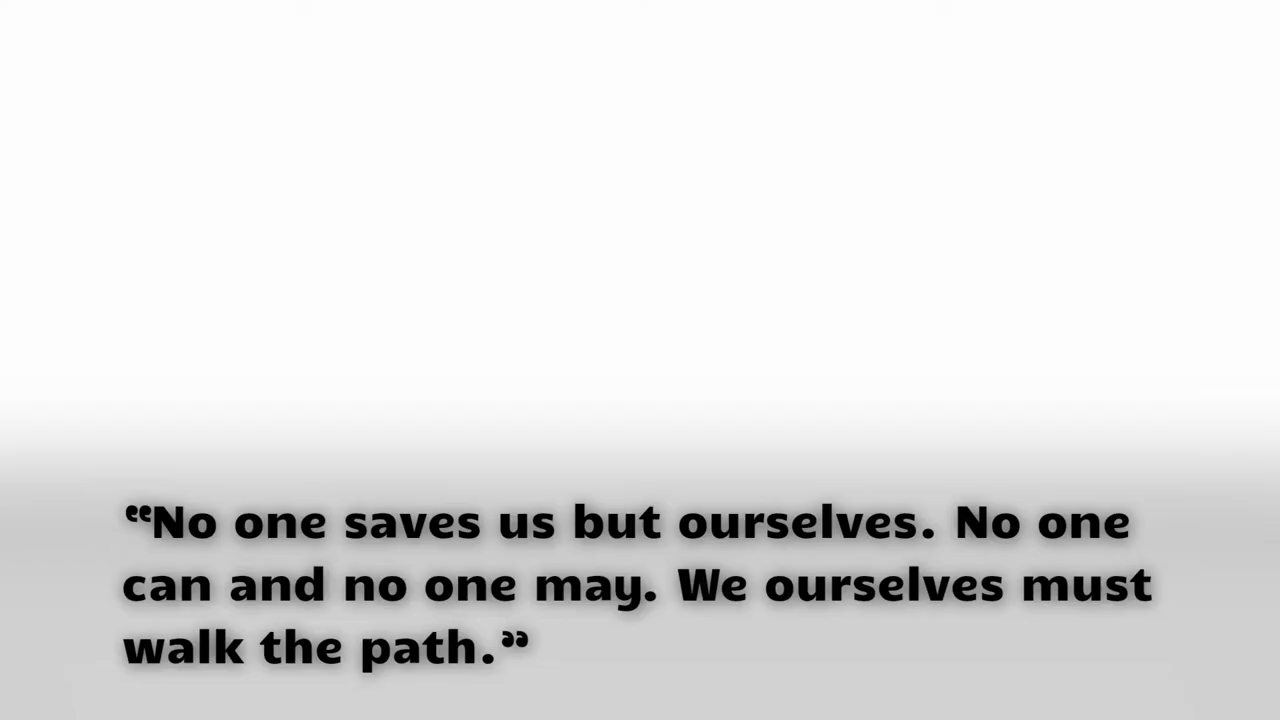 “No one saves us but ourselves. No one
can and no one may. We ourselves must
walk the path.”